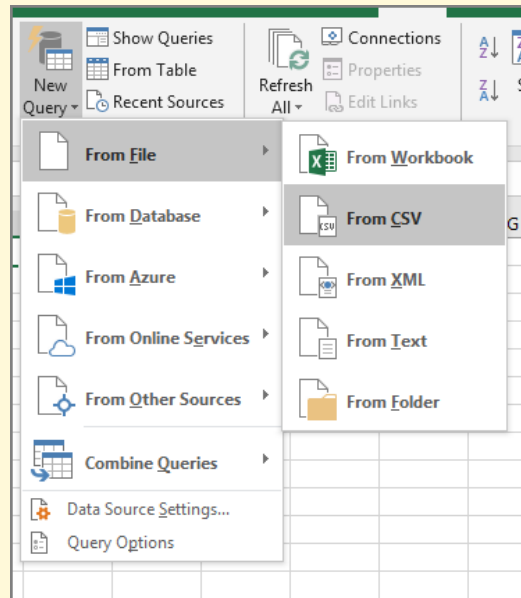 Show Queries
From Table
Recent Sources
New
Query
Refresh
All
Connections
Properties
Edit Links
A
Z
Z
A
From File
From Database
From Azure
From Online Services
From Other Sources
Combine Queries
Data Source Settings...
Query Options
From Workbook
From CSV
CSV
From XML
From Text
From Folder
G